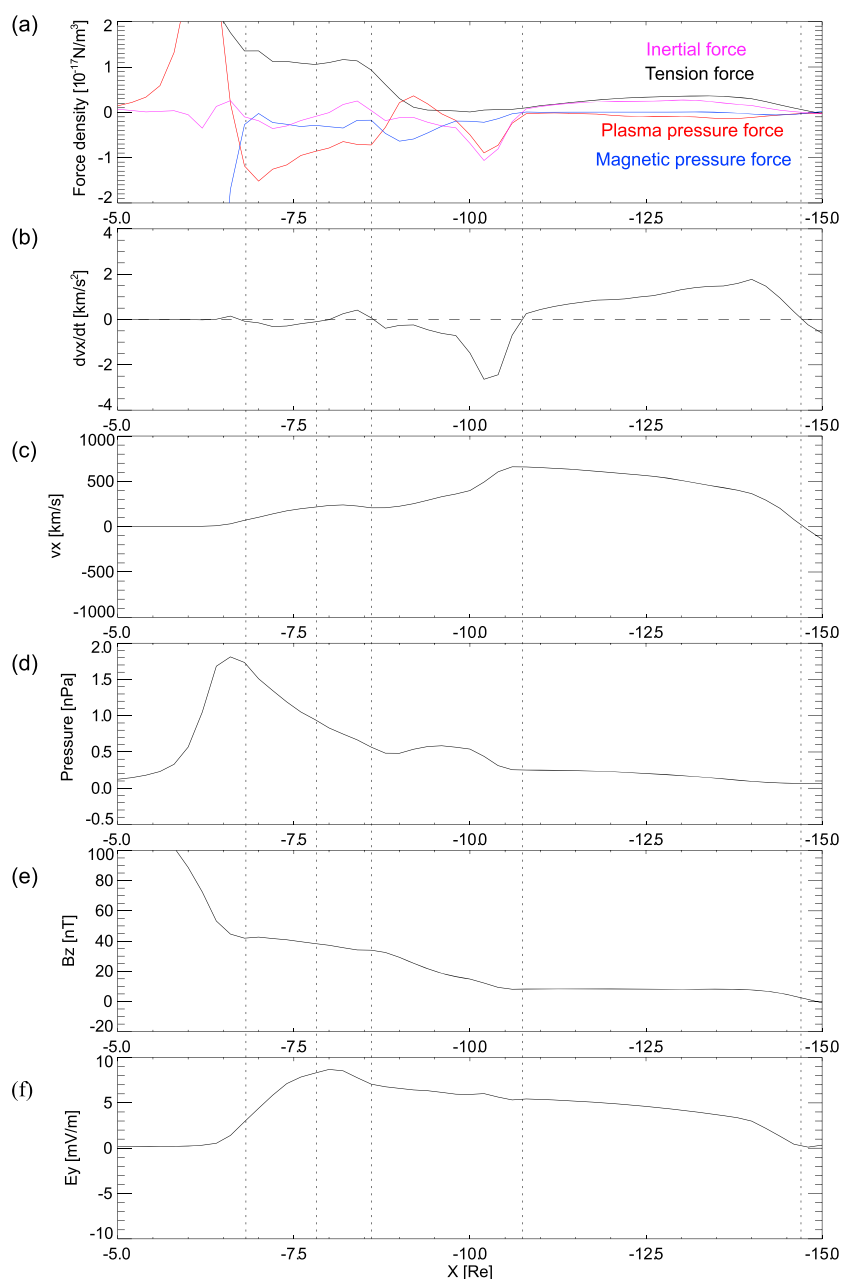 (a)
Force density [10⁻¹⁷N/m³]
2
1
0
-1
-2
Inertial force
Tension force
Plasma pressure force
Magnetic pressure force
-5.0 -7.5 -10.0 -12.5 -15.0
(b)
dvx/dt [km/s²]
4
2
0
-2
-4
-5.0 -7.5 -10.0 -12.5 -15.0
(c)
vx [km/s]
1000
500
0
-500
-1000
-5.0 -7.5 -10.0 -12.5 -15.0
(d)
Pressure [nPa]
2.0
1.5
1.0
0.5
0.0
-0.5
-5.0 -7.5 -10.0 -12.5 -15.0
(e)
Bz [nT]
100
80
60
40
20
0
-20
-5.0 -7.5 -10.0 -12.5 -15.0
(f)
Ey [mV/m]
10
5
0
-5
-10
-5.0 -7.5 -10.0 -12.5 -15.0
X [Re]